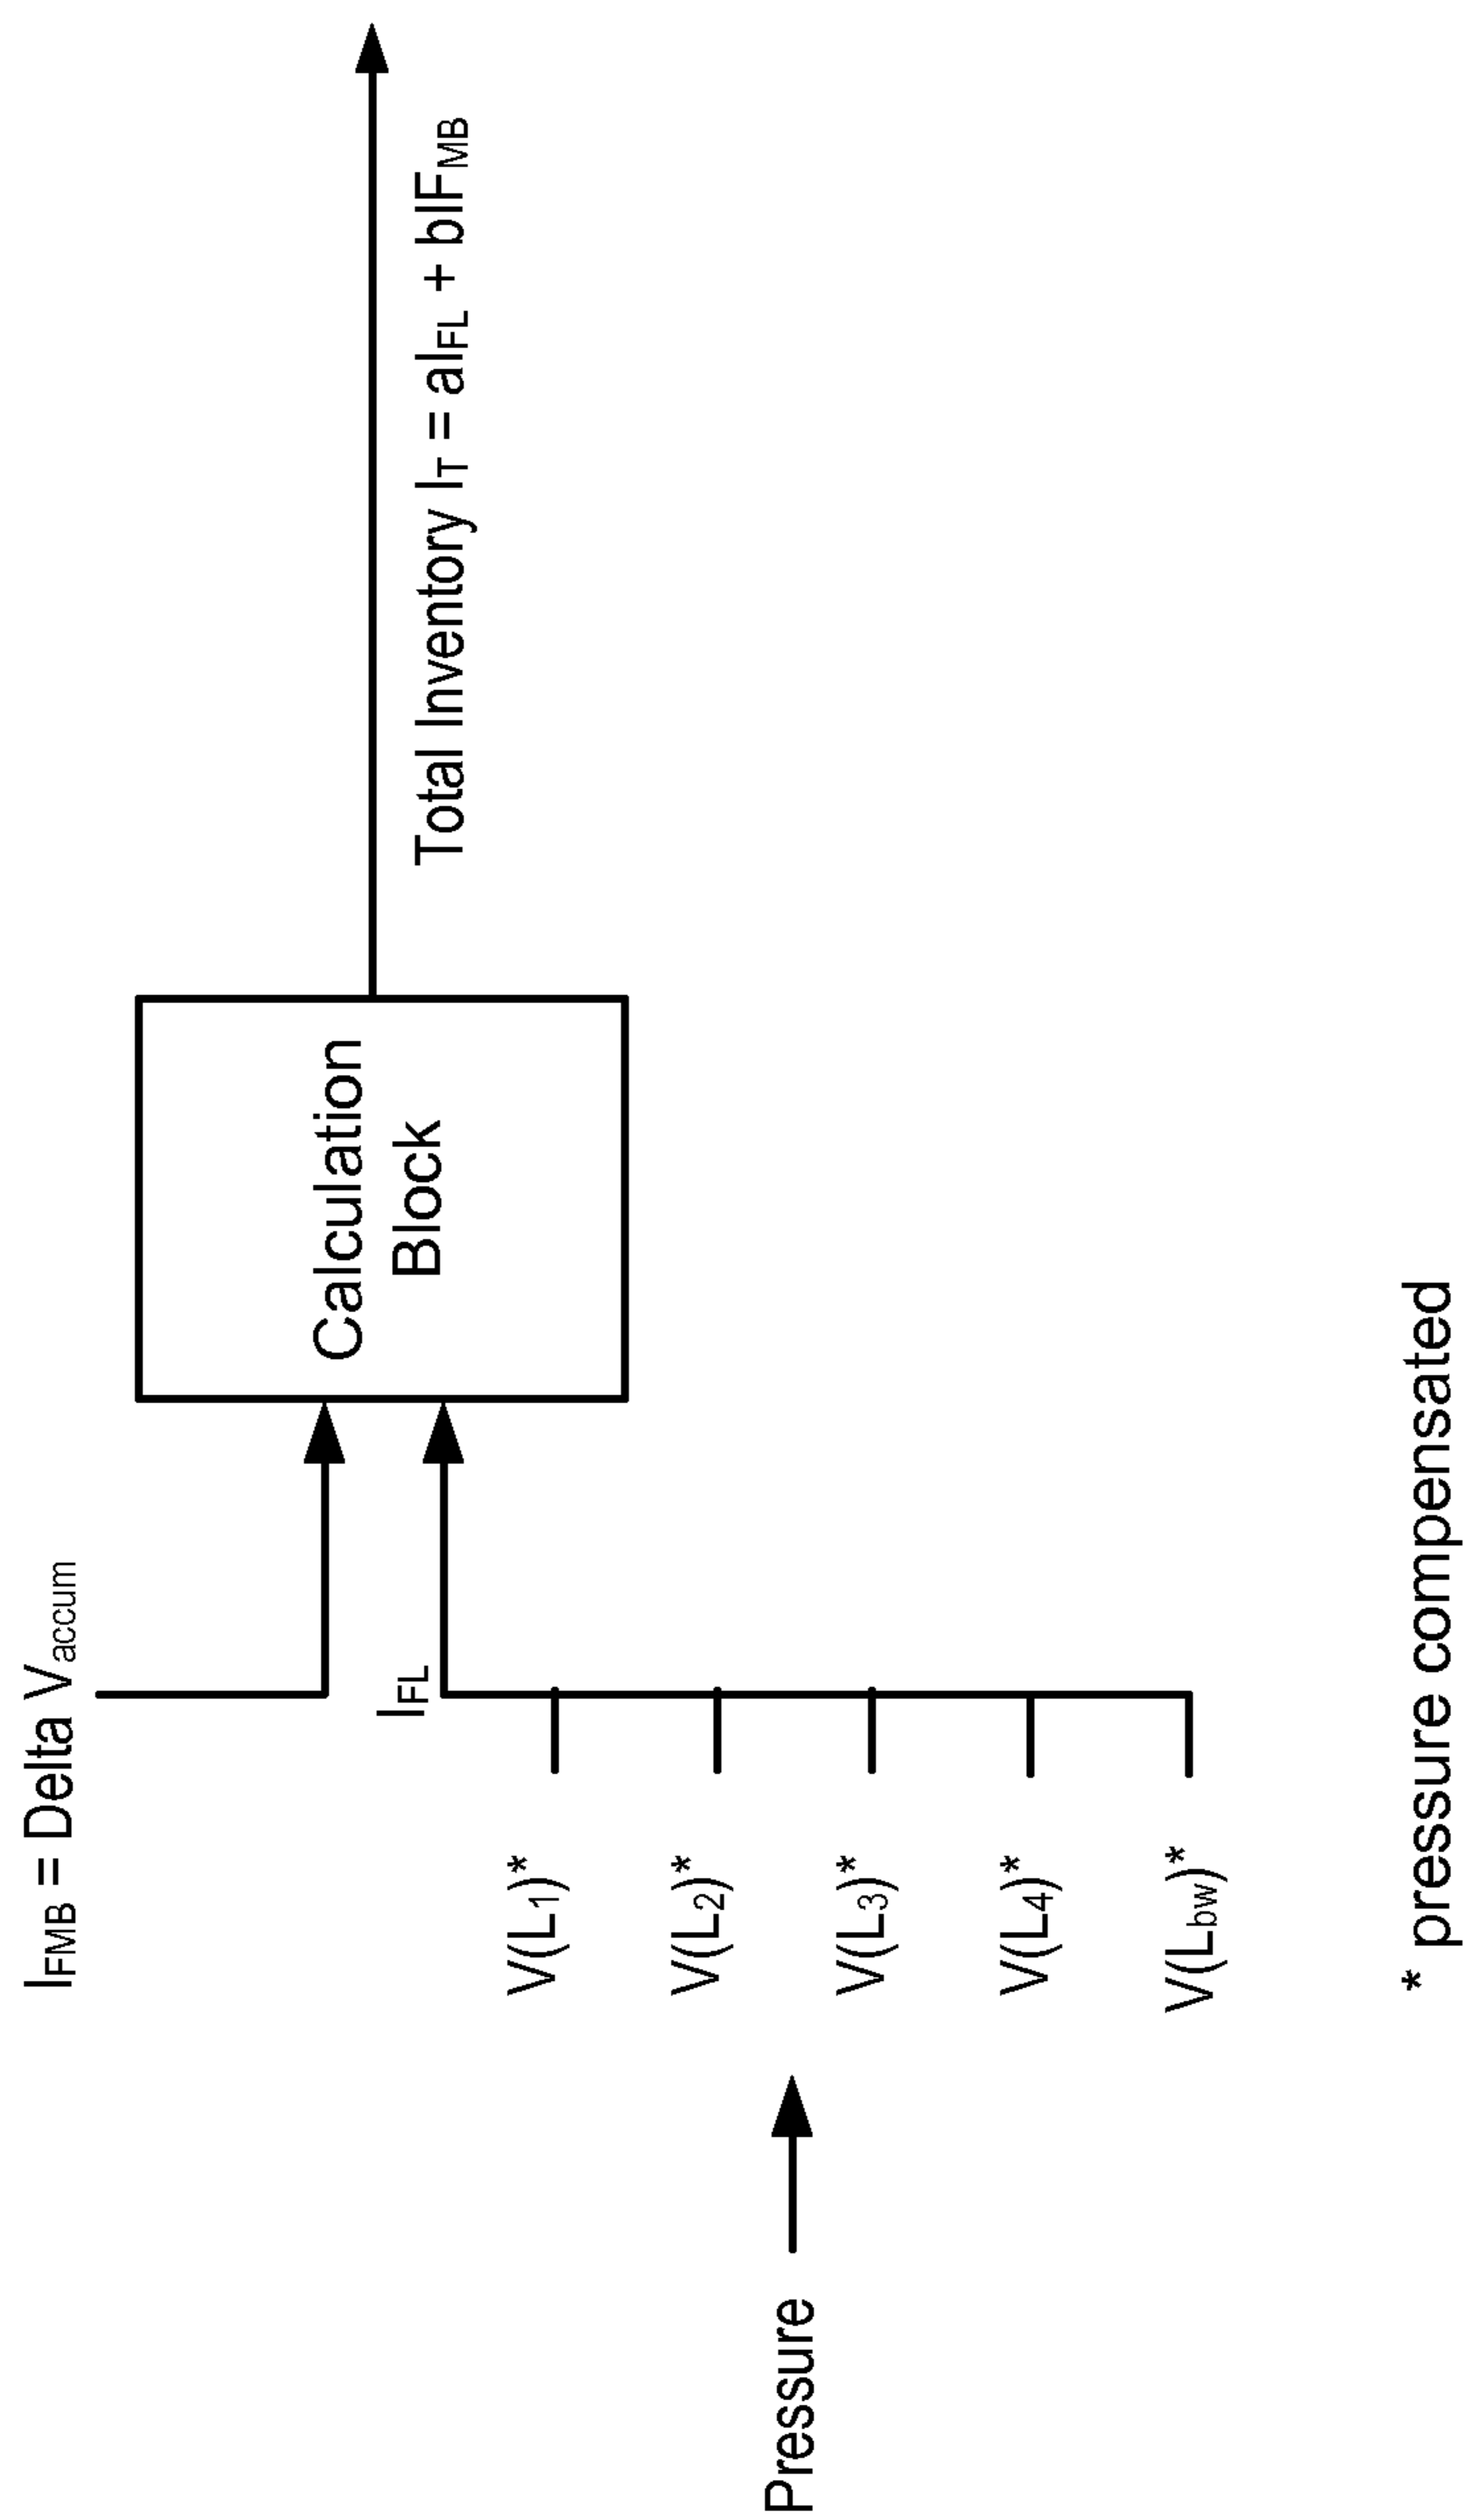 I_FMB = Delta V_accum
Calculation
Block
Total Inventory I_T = aI_FL + bIF_MB
I_FL
V(L_1)*
V(L_2)*
Pressure
V(L_3)*
V(L_4)*
V(L_bw)*
* pressure compensated